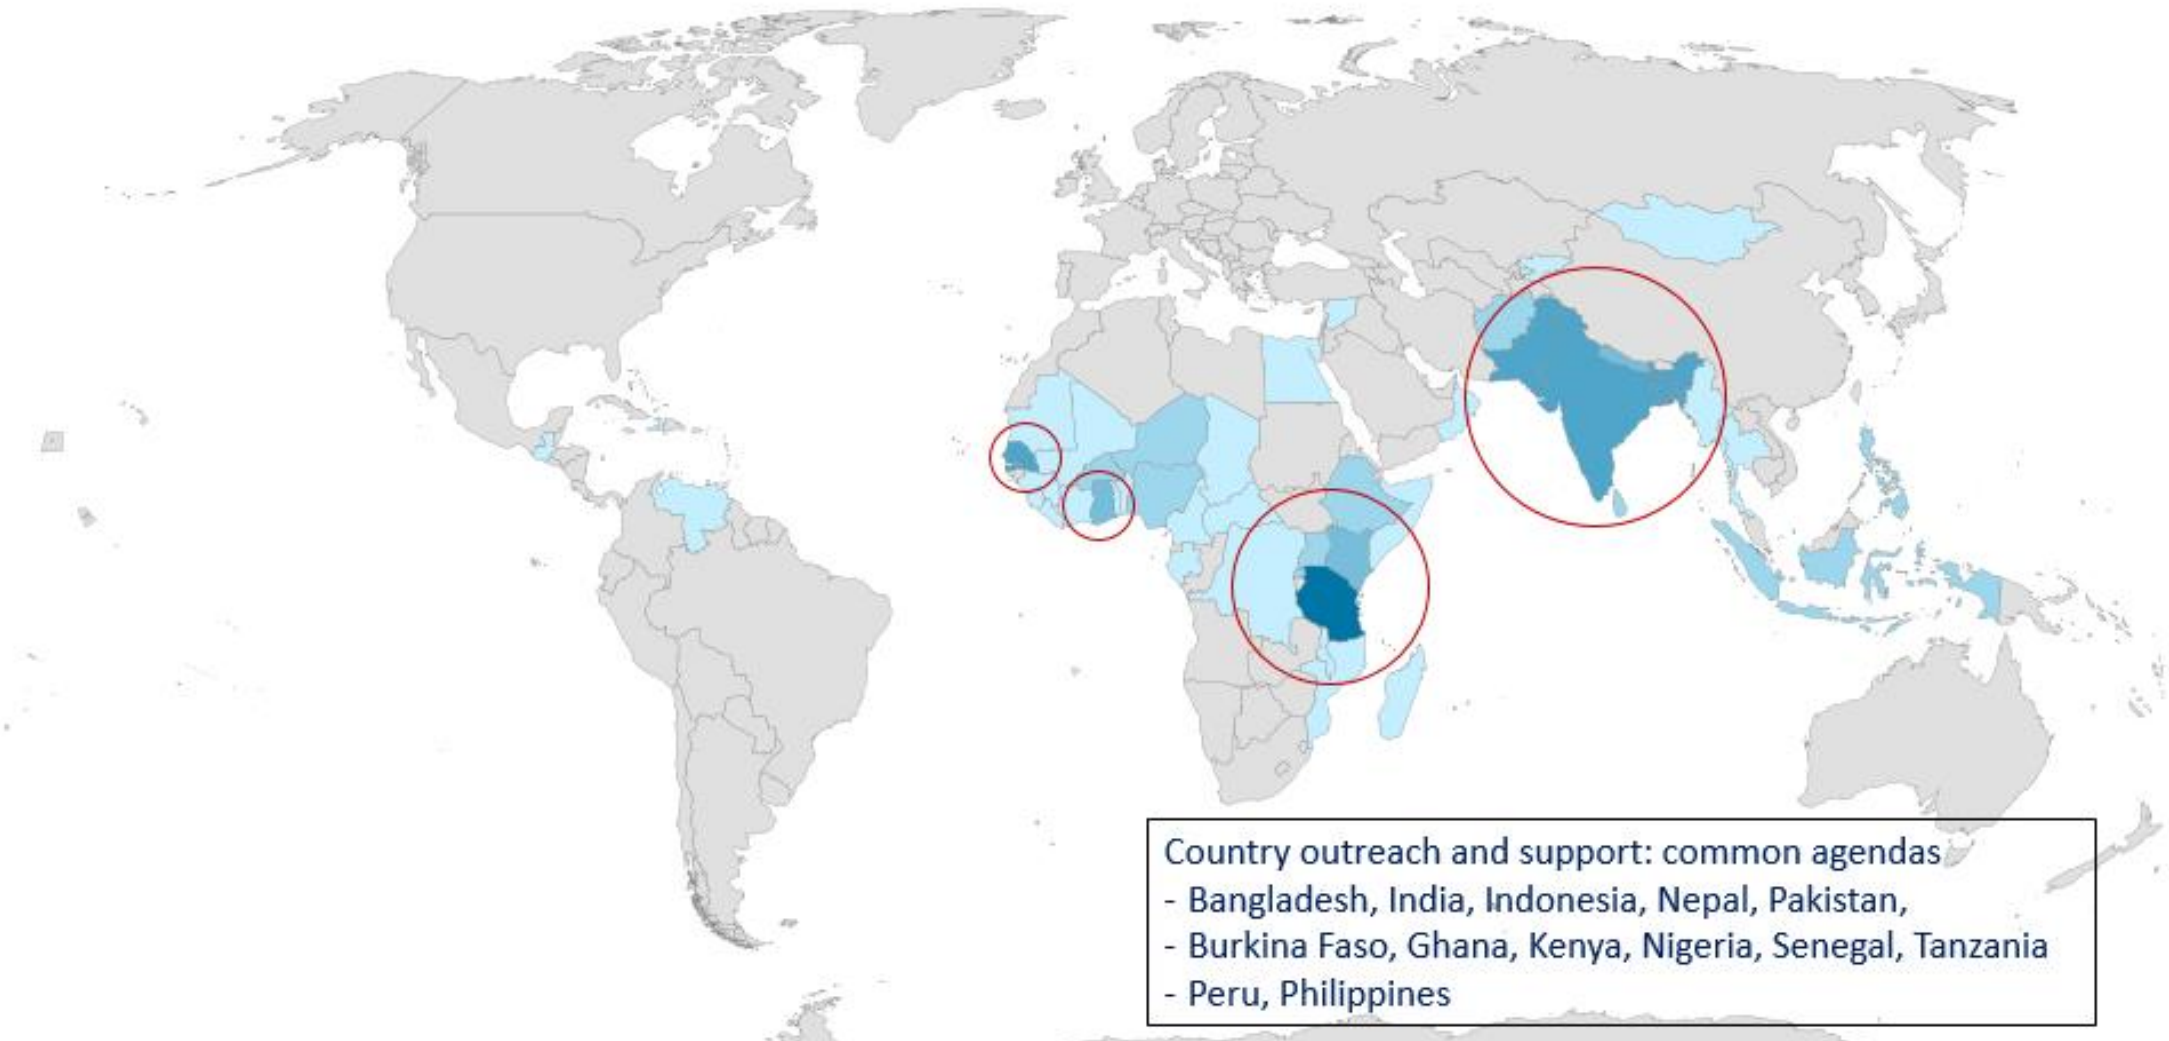 Country outreach and support: common agendas
- Bangladesh, India, Indonesia, Nepal, Pakistan,
- Burkina Faso, Ghana, Kenya, Nigeria, Senegal, Tanzania
- Peru, Philippines